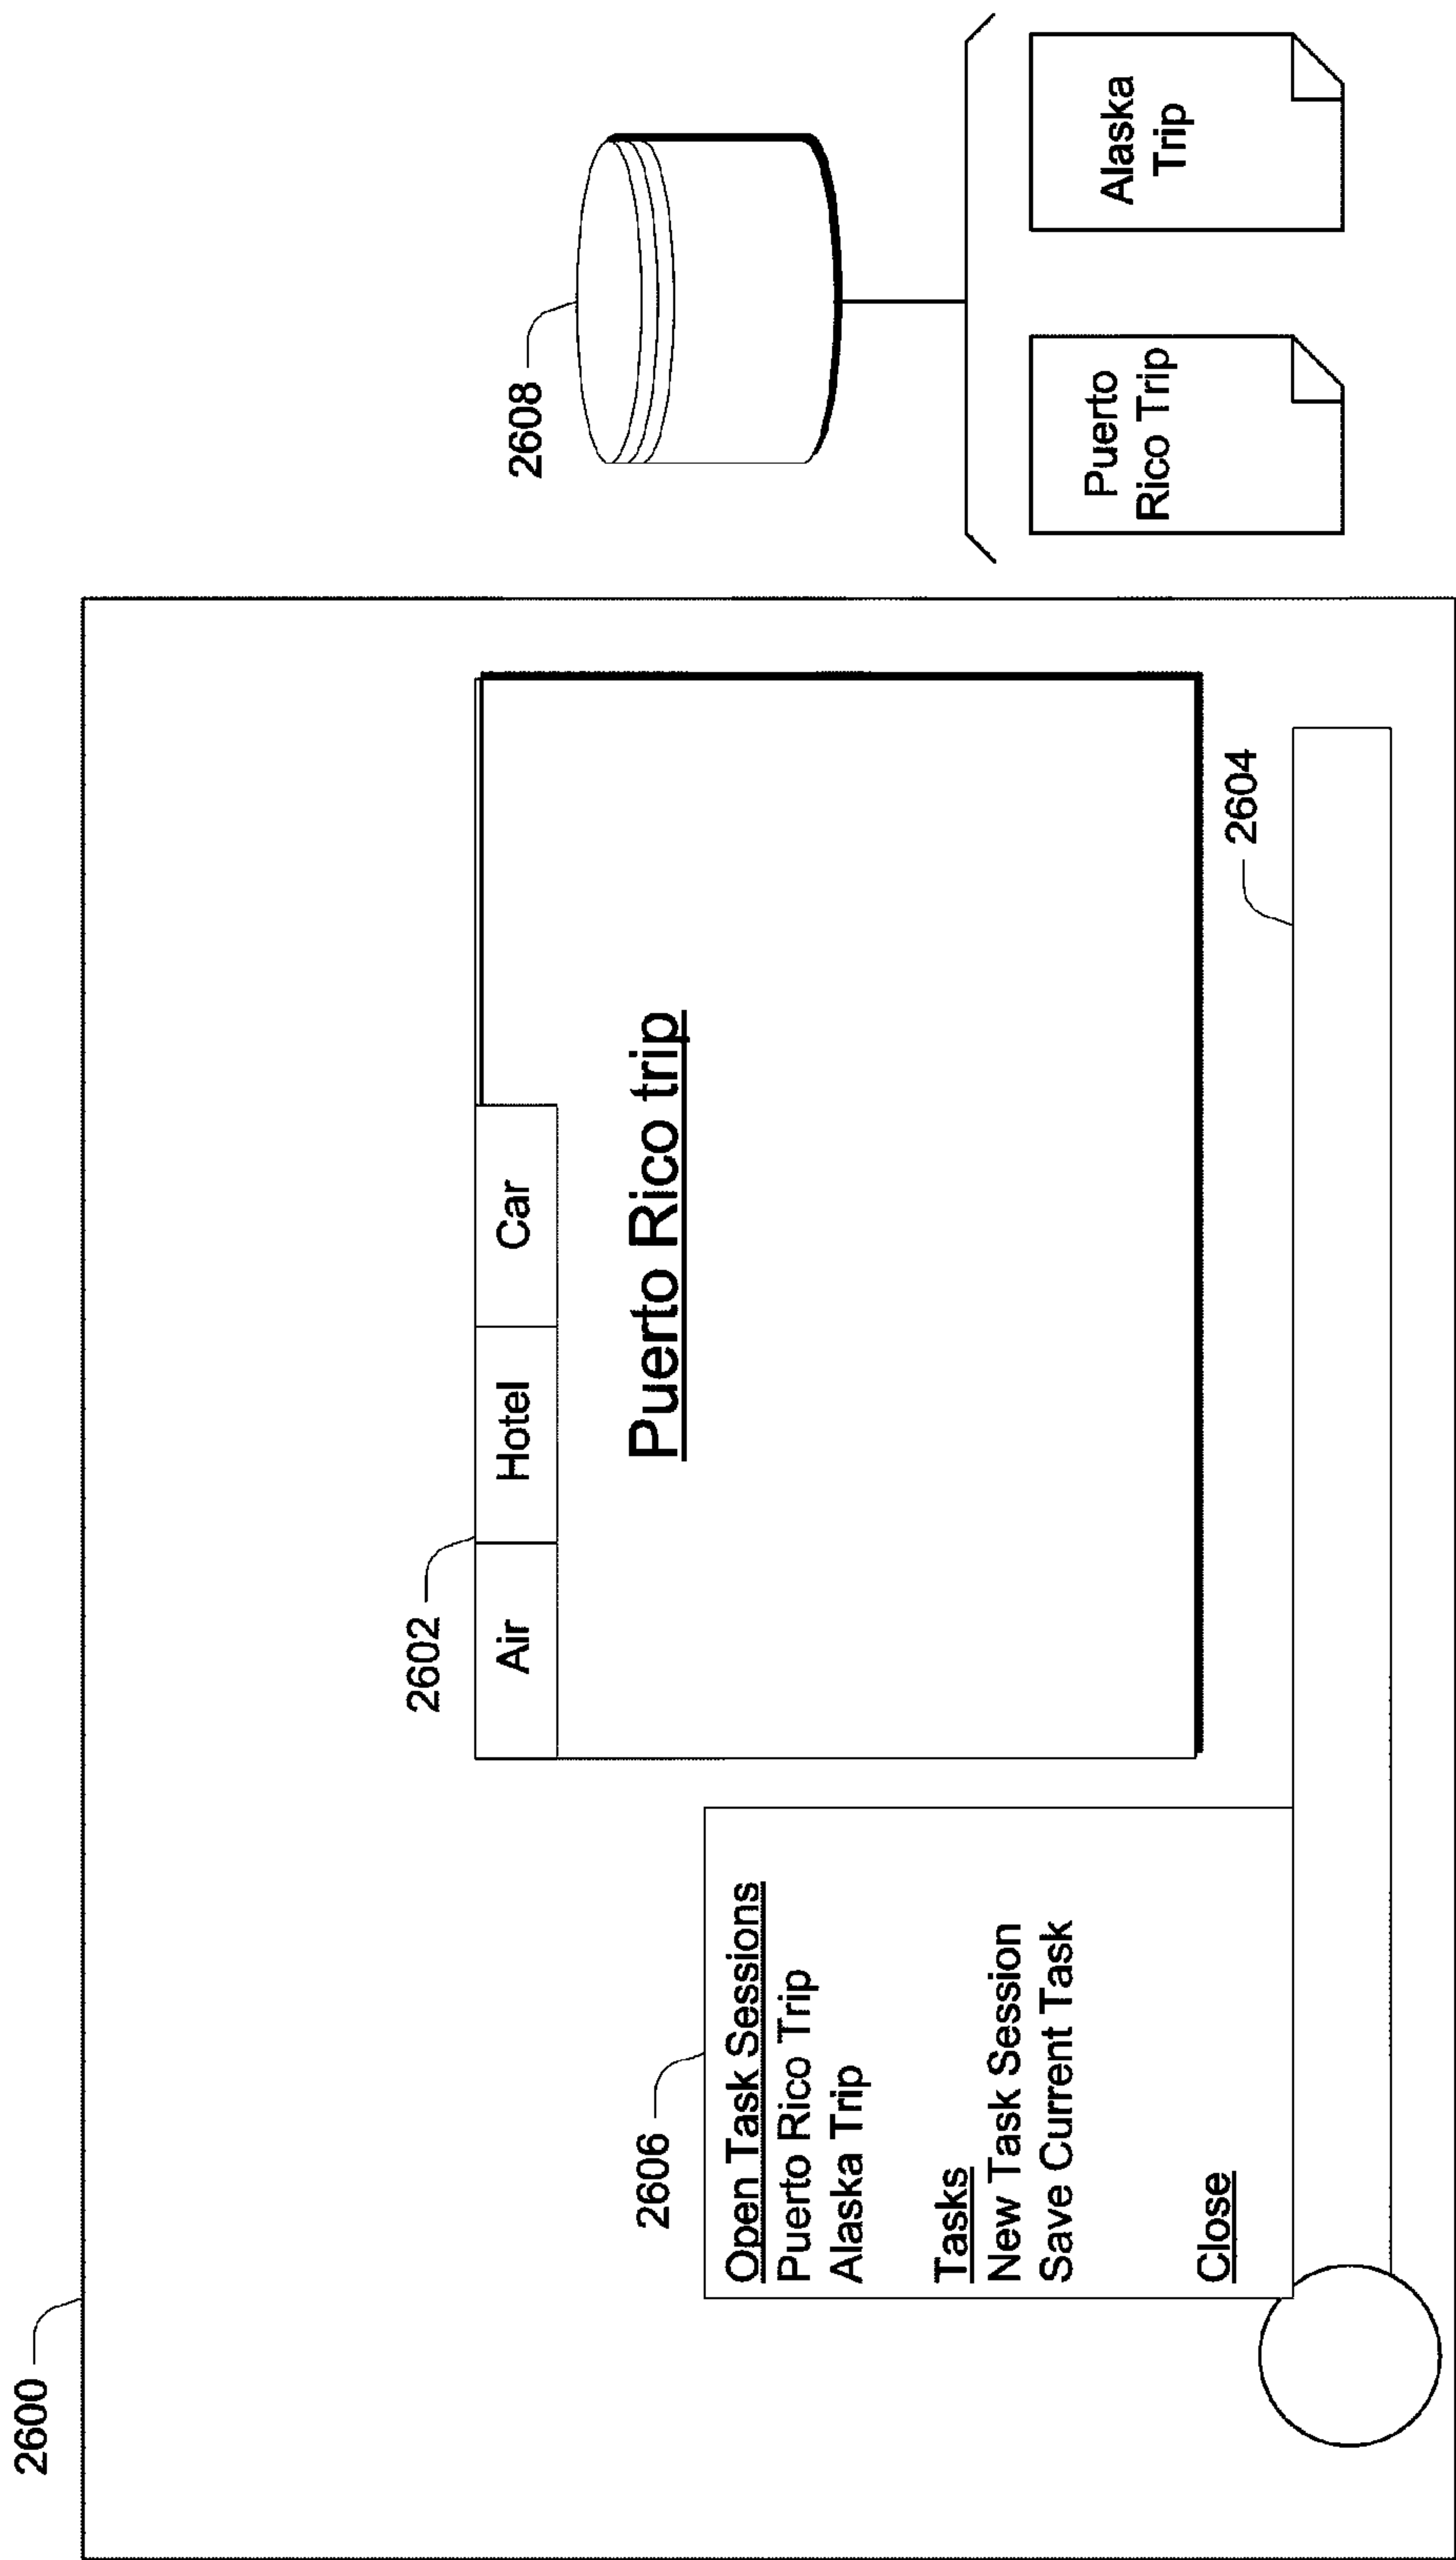 2600
2602
Air Hotel Car
Puerto Rico trip
2606
Open Task Sessions
Puerto Rico Trip
Alaska Trip
Tasks
New Task Session
Save Current Task
Close
2604
2608
Puerto
Rico Trip
Alaska
Trip